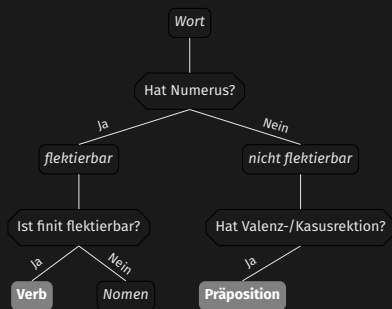 Wort
Hat Numerus?
Ja
Nein
flektierbar
nicht flektierbar
Ist finit flektierbar?
Hat Valenz-/Kasusrektion?
Ja
Nein
Ja
Verb
Nomen
Präposition